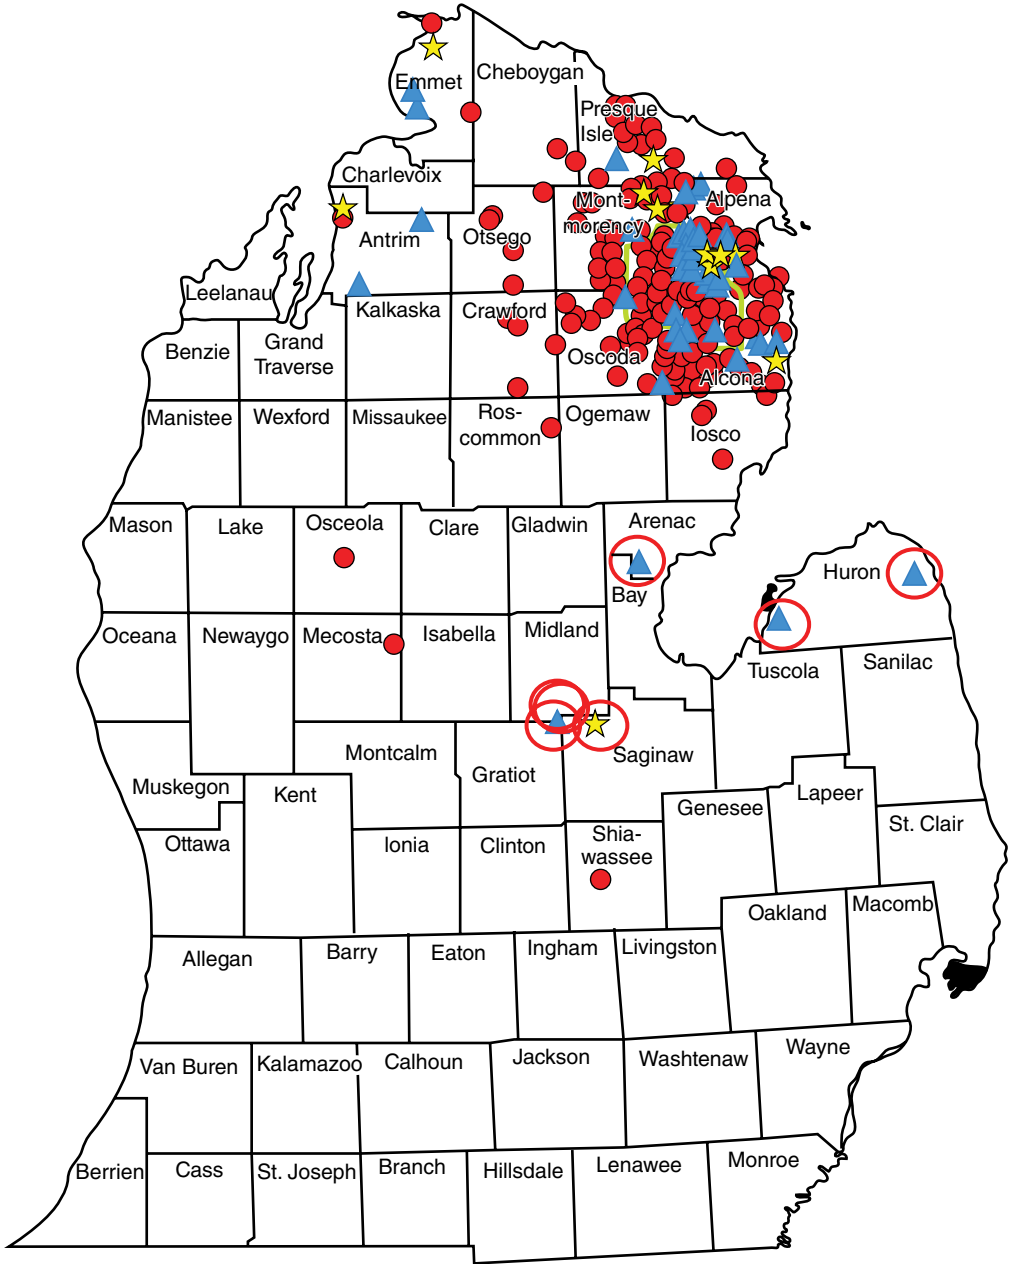 Emmet
Cheboygan
Presque
Isle
Charlevoix
Mont-
morency
Alpena
Antrim
Otsego
Leelanau
Kalkaska
Crawford
Oscoda
Alcona
Benzie
Grand
Traverse
Manistee
Wexford
Missaukee
Ros-
common
Ogemaw
Iosco
Mason
Lake
Osceola
Clare
Gladwin
Arenac
Huron
Bay
Oceana
Newaygo
Mecosta
Isabella
Midland
Tuscola
Sanilac
Muskegon
Montcalm
Gratiot
Saginaw
Kent
Genesee
Lapeer
St. Clair
Ottawa
Ionia
Clinton
Shia-
wassee
Oakland
Macomb
Allegan
Barry
Eaton
Ingham
Livingston
Van Buren
Kalamazoo
Calhoun
Jackson
Washtenaw
Wayne
Berrien
Cass
St. Joseph
Branch
Hillsdale
Lenawee
Monroe